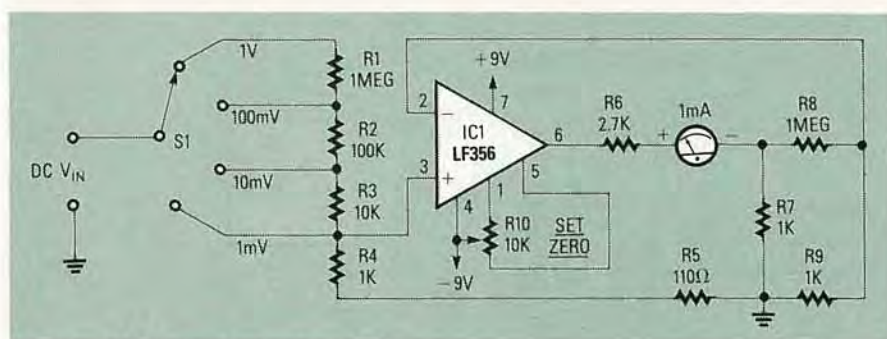 1V
100mV
10mV
1mV
S1
DC VIN
R1
1MEG
R2
100K
R3
10K
R4
1K
2
3
+9V
7
IC1
LF356
6
5
4
1
-9V
R10
10K
SET
ZERO
R6
2.7K
1mA
+
-
R8
1MEG
R7
1K
R5
110Ω
R9
1K